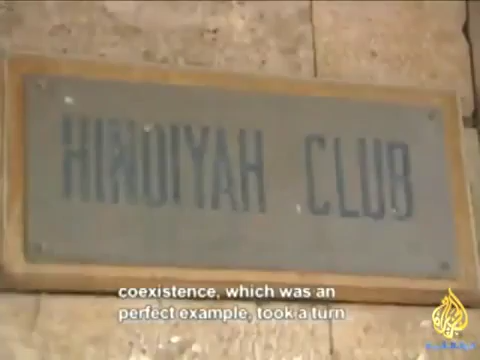 HINDIYAH CLUB
coexistence, which was an
perfect example, took a turn